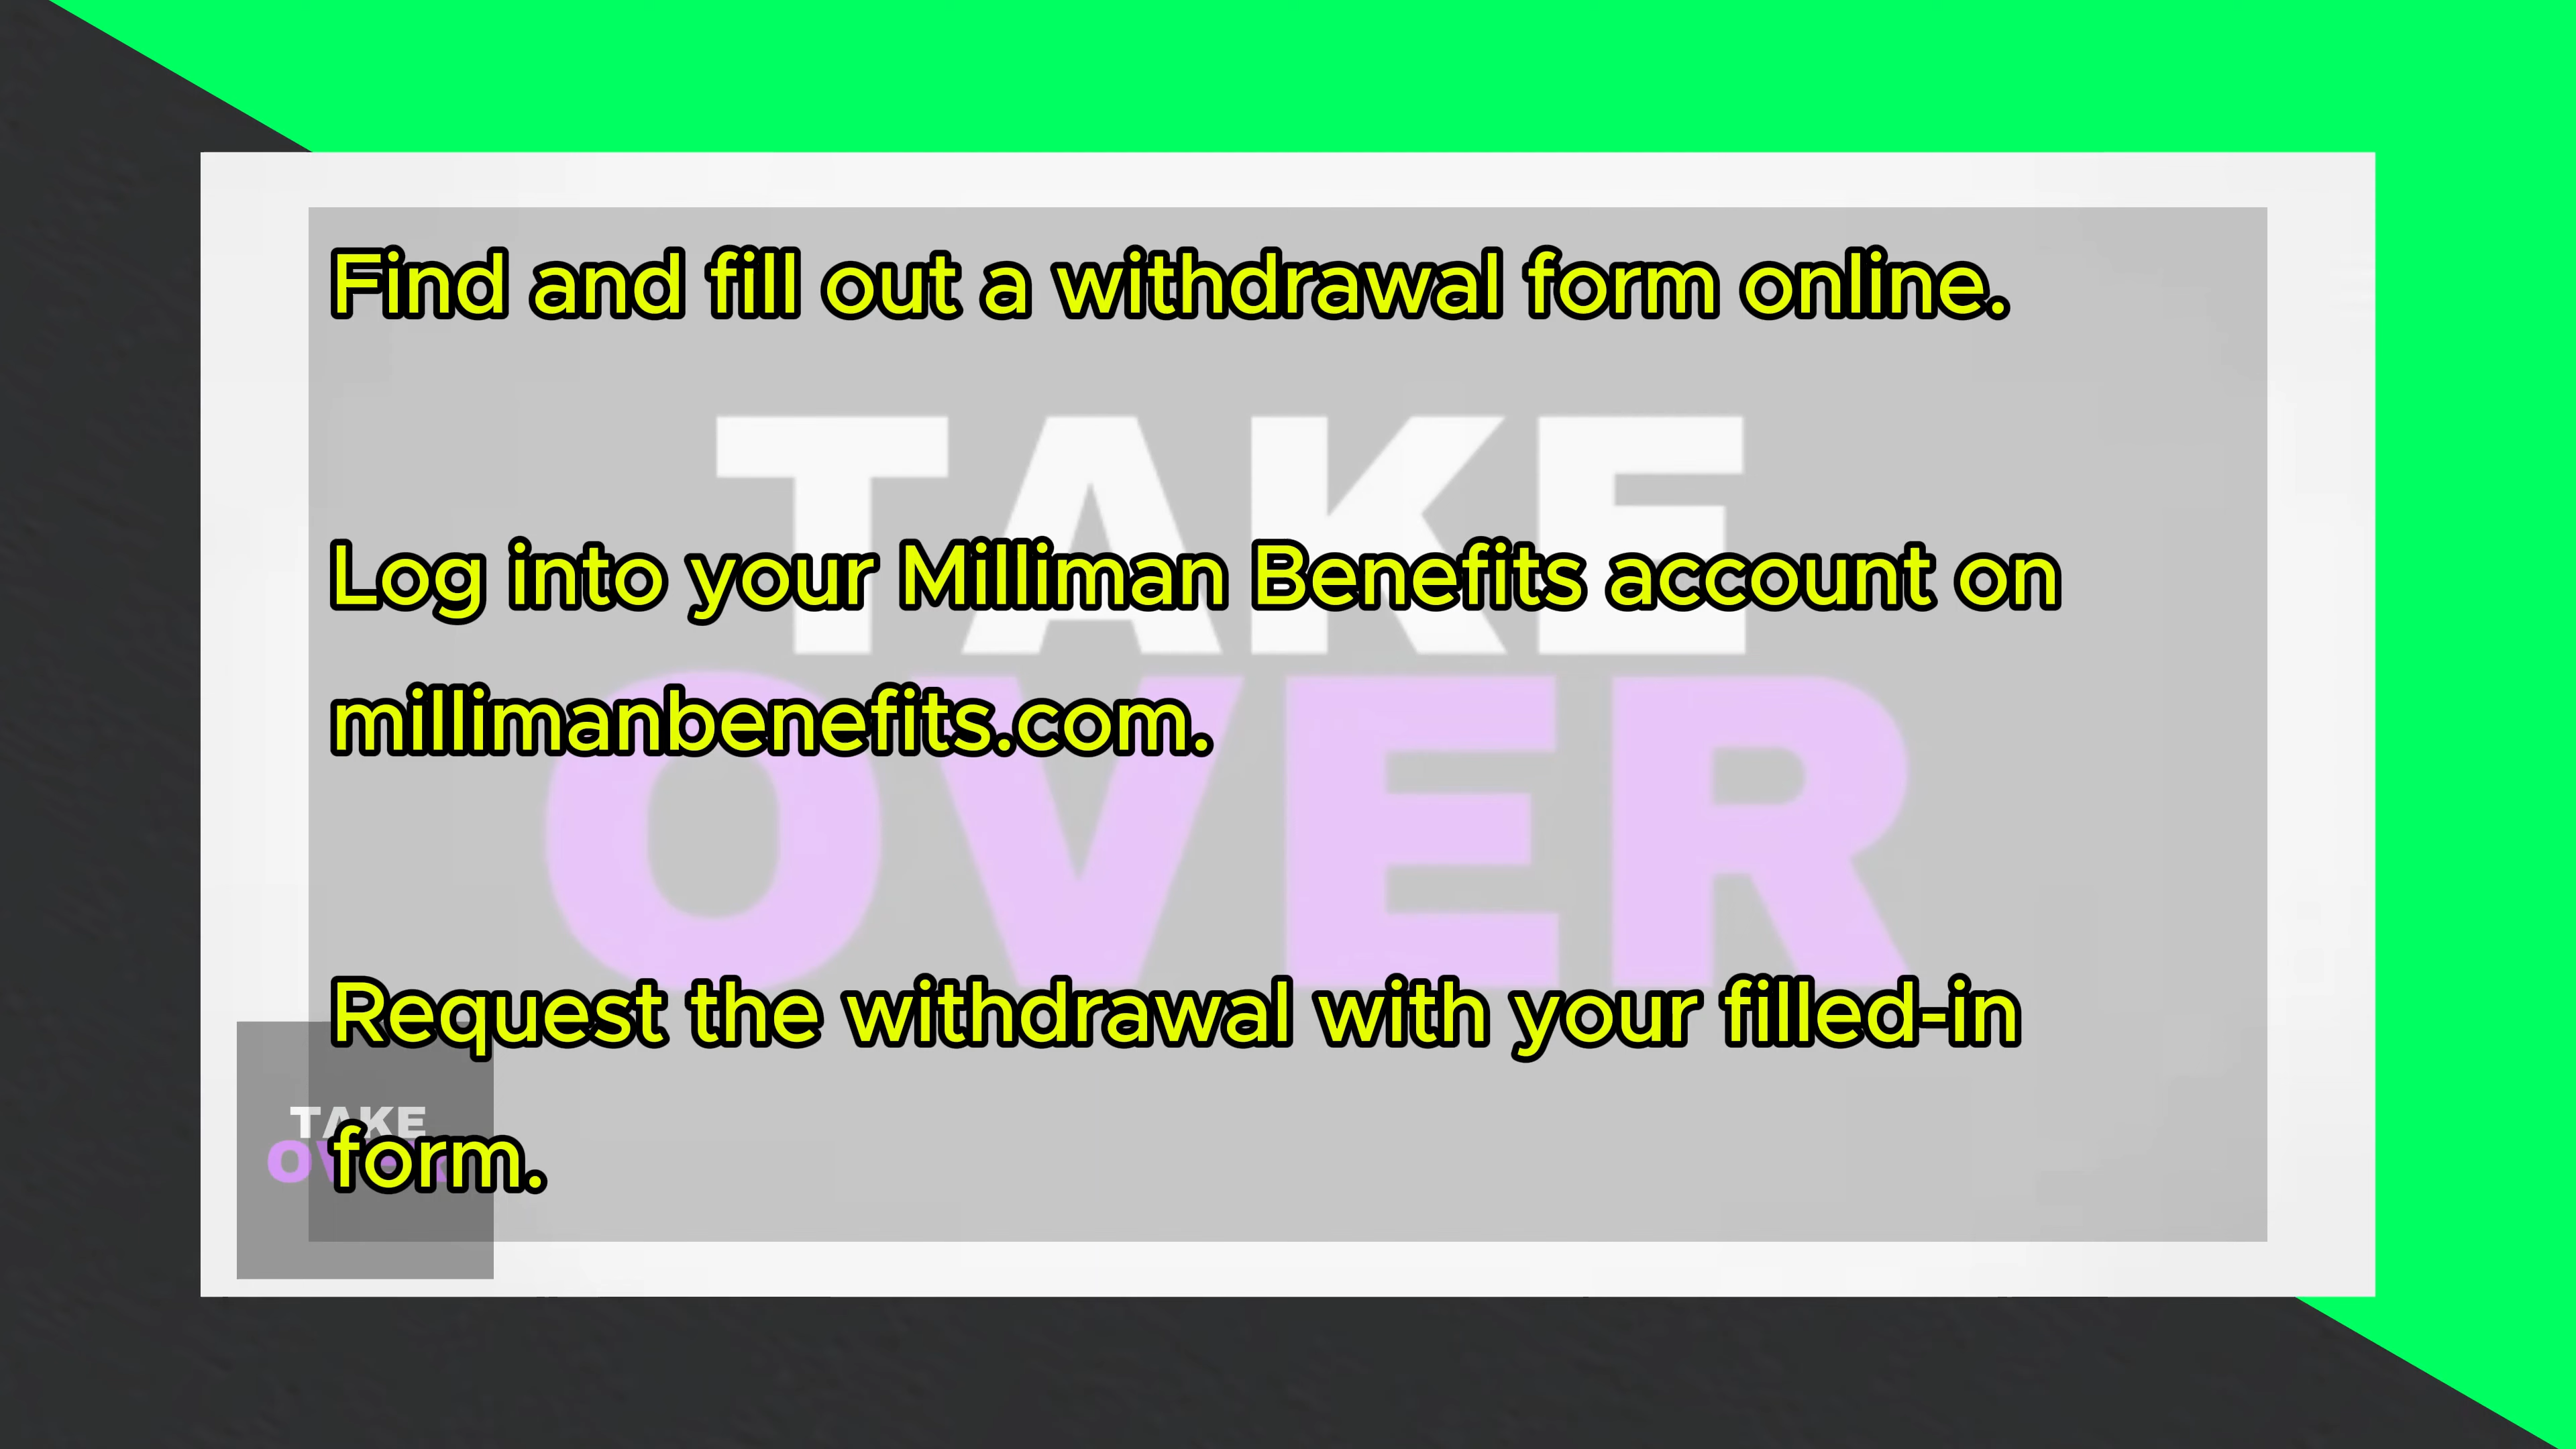 Find and fill out a withdrawal form online.
TAKE
Log into your Milliman Benefits account on
millimanbenefits.com.
OVER
Request the withdrawal with your filled-in
TAKE
form.